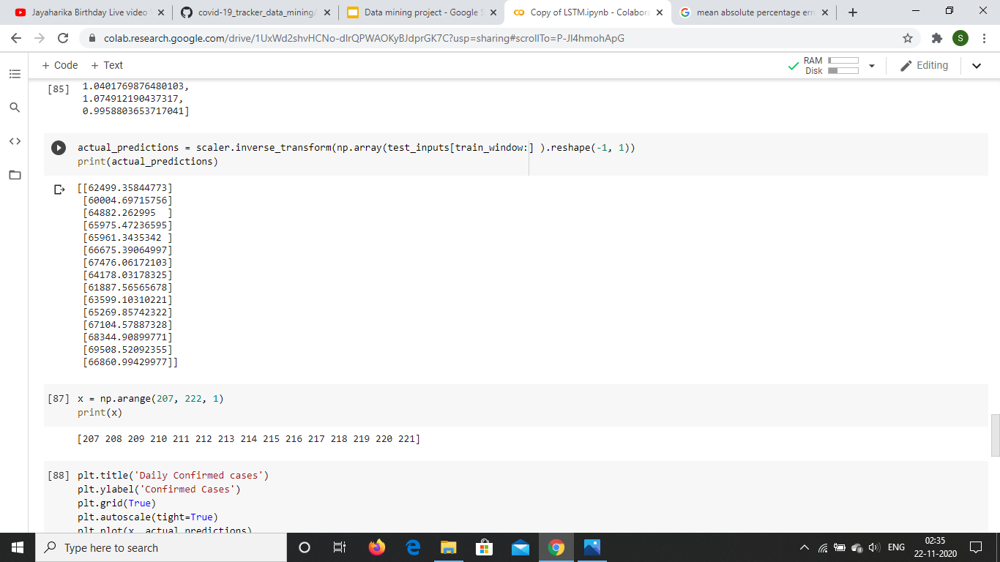 Jayaharika Birthday Live video
covid-19_tracker_data_mining/
Data mining project - Google S
Copy of LSTM.ipynb - Colabora
mean absolute percentage erro
colab.research.google.com/drive/1UxWd2shvHCNo-dIrQPWAOKyBJdprGK7C?usp=sharing#scrollTo=P-Jl4hmohApG
S
+ Code + Text
RAM
Disk
Editing
[85] 1.0401769876480103,
1.074912190437317,
0.9958803653717041]
actual_predictions = scaler.inverse_transform(np.array(test_inputs[train_window:] ).reshape(-1, 1))
print(actual_predictions)
[[62499.35844773]
[60004.69715756]
[64882.262995  ]
[65975.47236595]
[65961.3435342 ]
[66675.39064997]
[67476.06172103]
[64178.03178325]
[61887.56565678]
[63599.10310221]
[65269.85742322]
[67104.57887328]
[68344.90899771]
[69508.52092355]
[66860.99429977]]
[87] x = np.arange(207, 222, 1)
print(x)
[207 208 209 210 211 212 213 214 215 216 217 218 219 220 221]
[88] plt.title('Daily Confirmed cases')
plt.ylabel('Confirmed Cases')
plt.grid(True)
plt.autoscale(tight=True)
plt.plot(x, actual_predictions)
Type here to search
ENG
02:35
22-11-2020